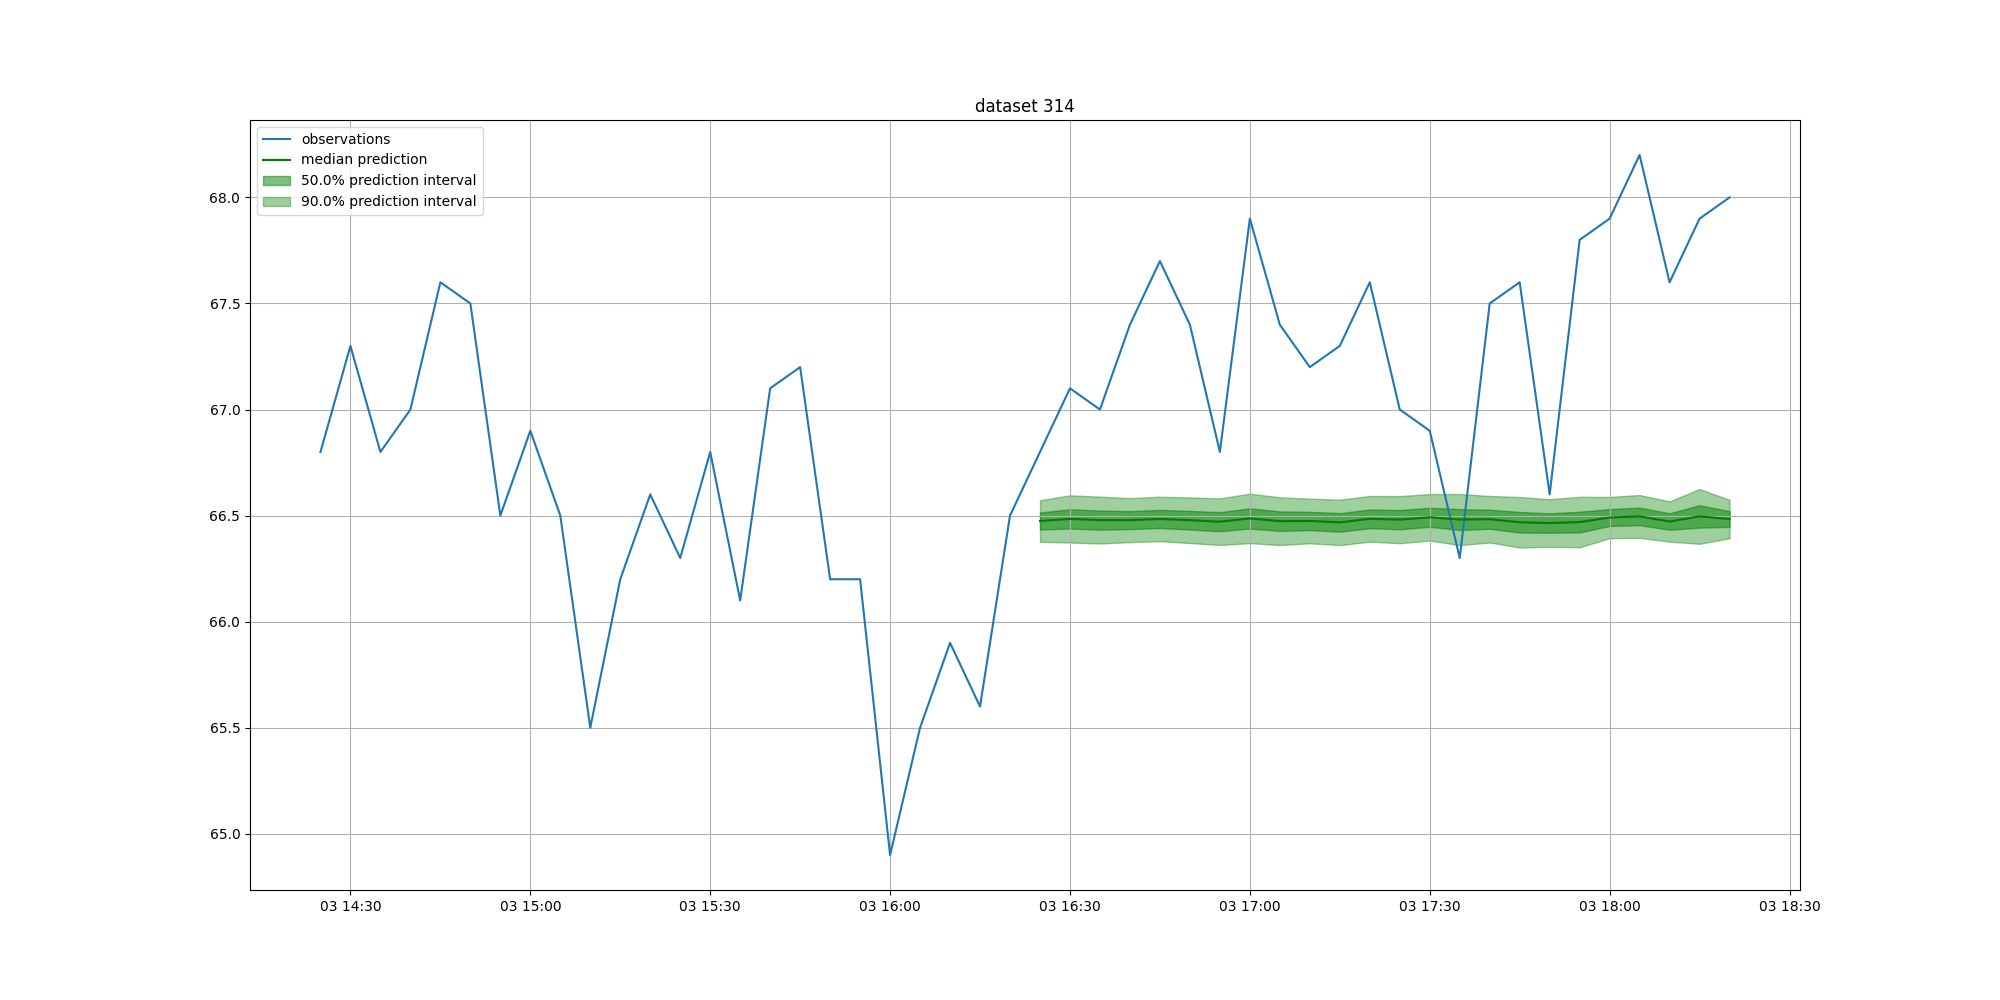 dataset 314
observations
median prediction
50.0% prediction interval
90.0% prediction interval
68.0
67.5
67.0
66.5
66.0
65.5
65.0
03 14:30 03 15:00 03 15:30 03 16:00 03 16:30 03 17:00 03 17:30 03 18:00 03 18:30